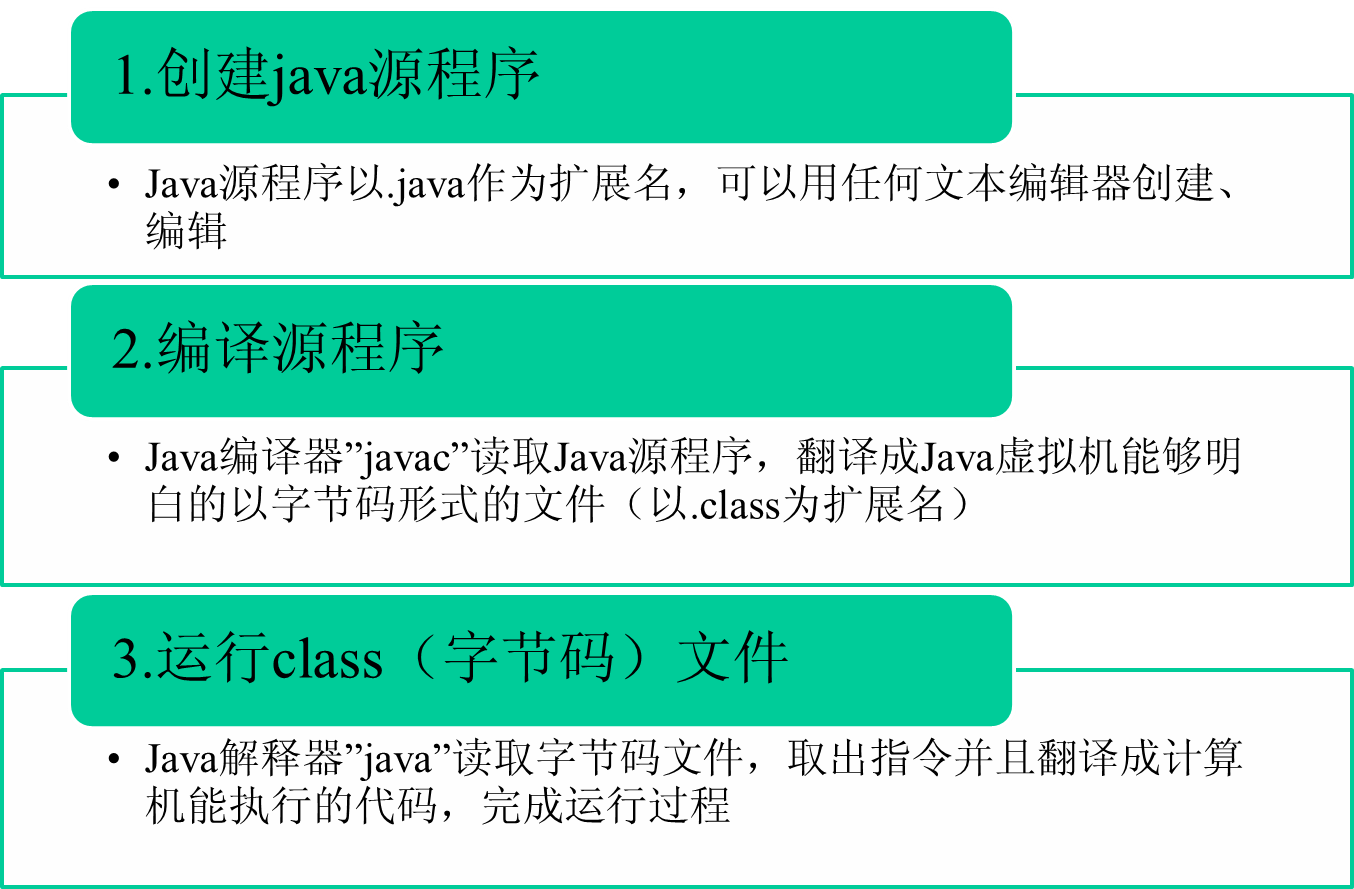 1.创建java源程序
• Java源程序以.java作为扩展名，可以用任何文本编辑器创建、
编辑
2.编译源程序
• Java编译器”javac”读取Java源程序，翻译成Java虚拟机能够明
白的以字节码形式的文件（以.class为扩展名）
3.运行class（字节码）文件
• Java解释器”java”读取字节码文件，取出指令并且翻译成计算
机能执行的代码，完成运行过程